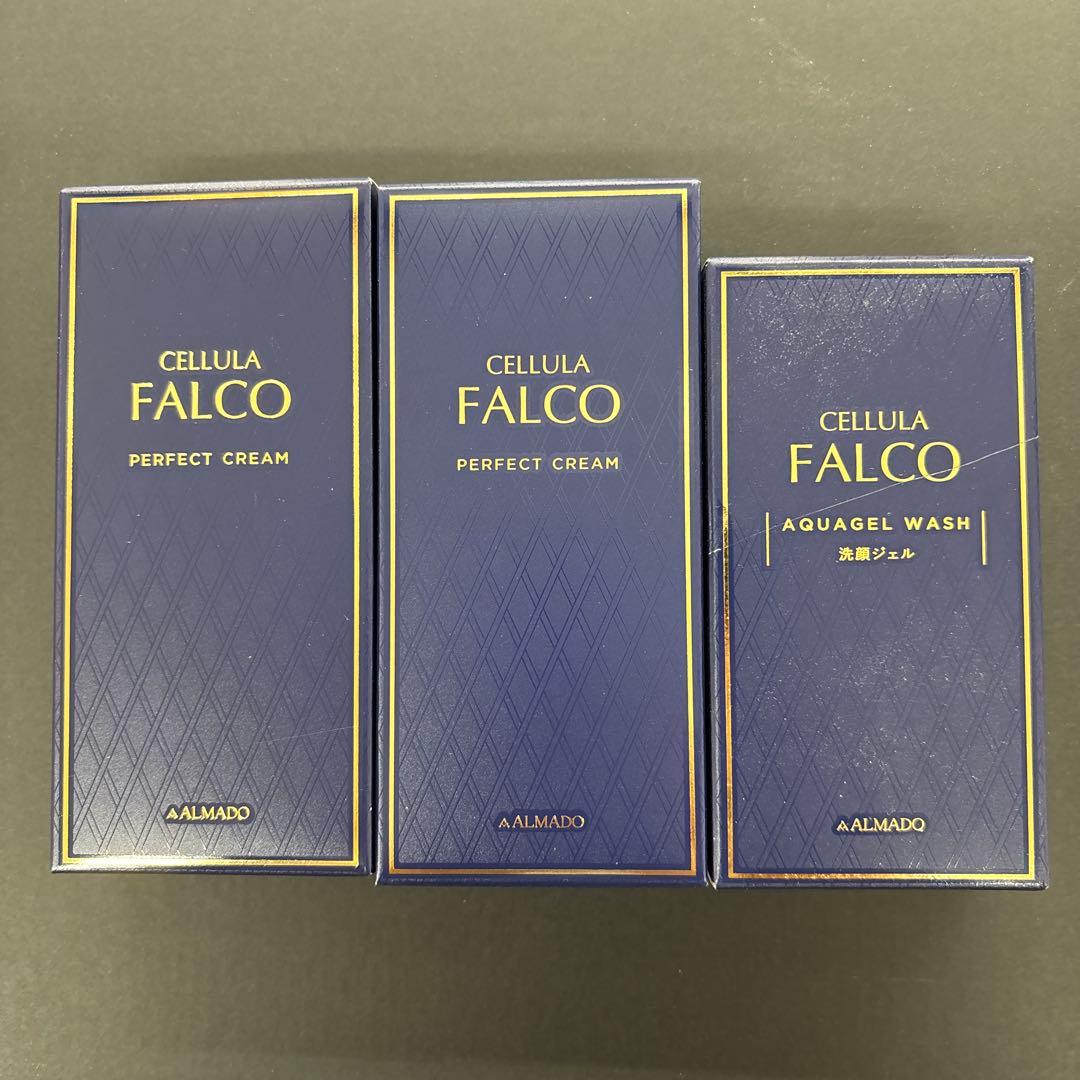 CELLULA
FALCO
PERFECT CREAM
ALMADO
CELLULA
FALCO
PERFECT CREAM
ALMADO
CELLULA
FALCO
AQUAGEL WASH
洗顔ジェル
ALMADO